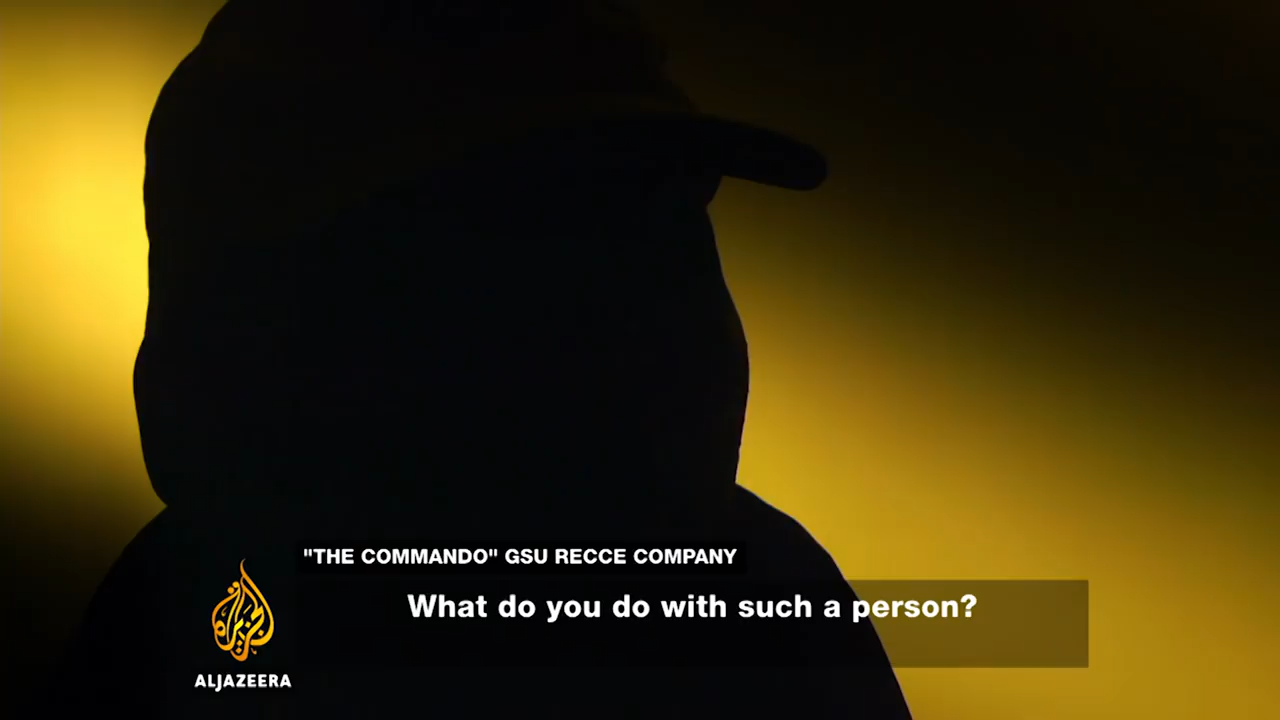 "THE COMMANDO" GSU RECCE COMPANY
What do you do with such a person?
الجزيرة
ALJAZEERA